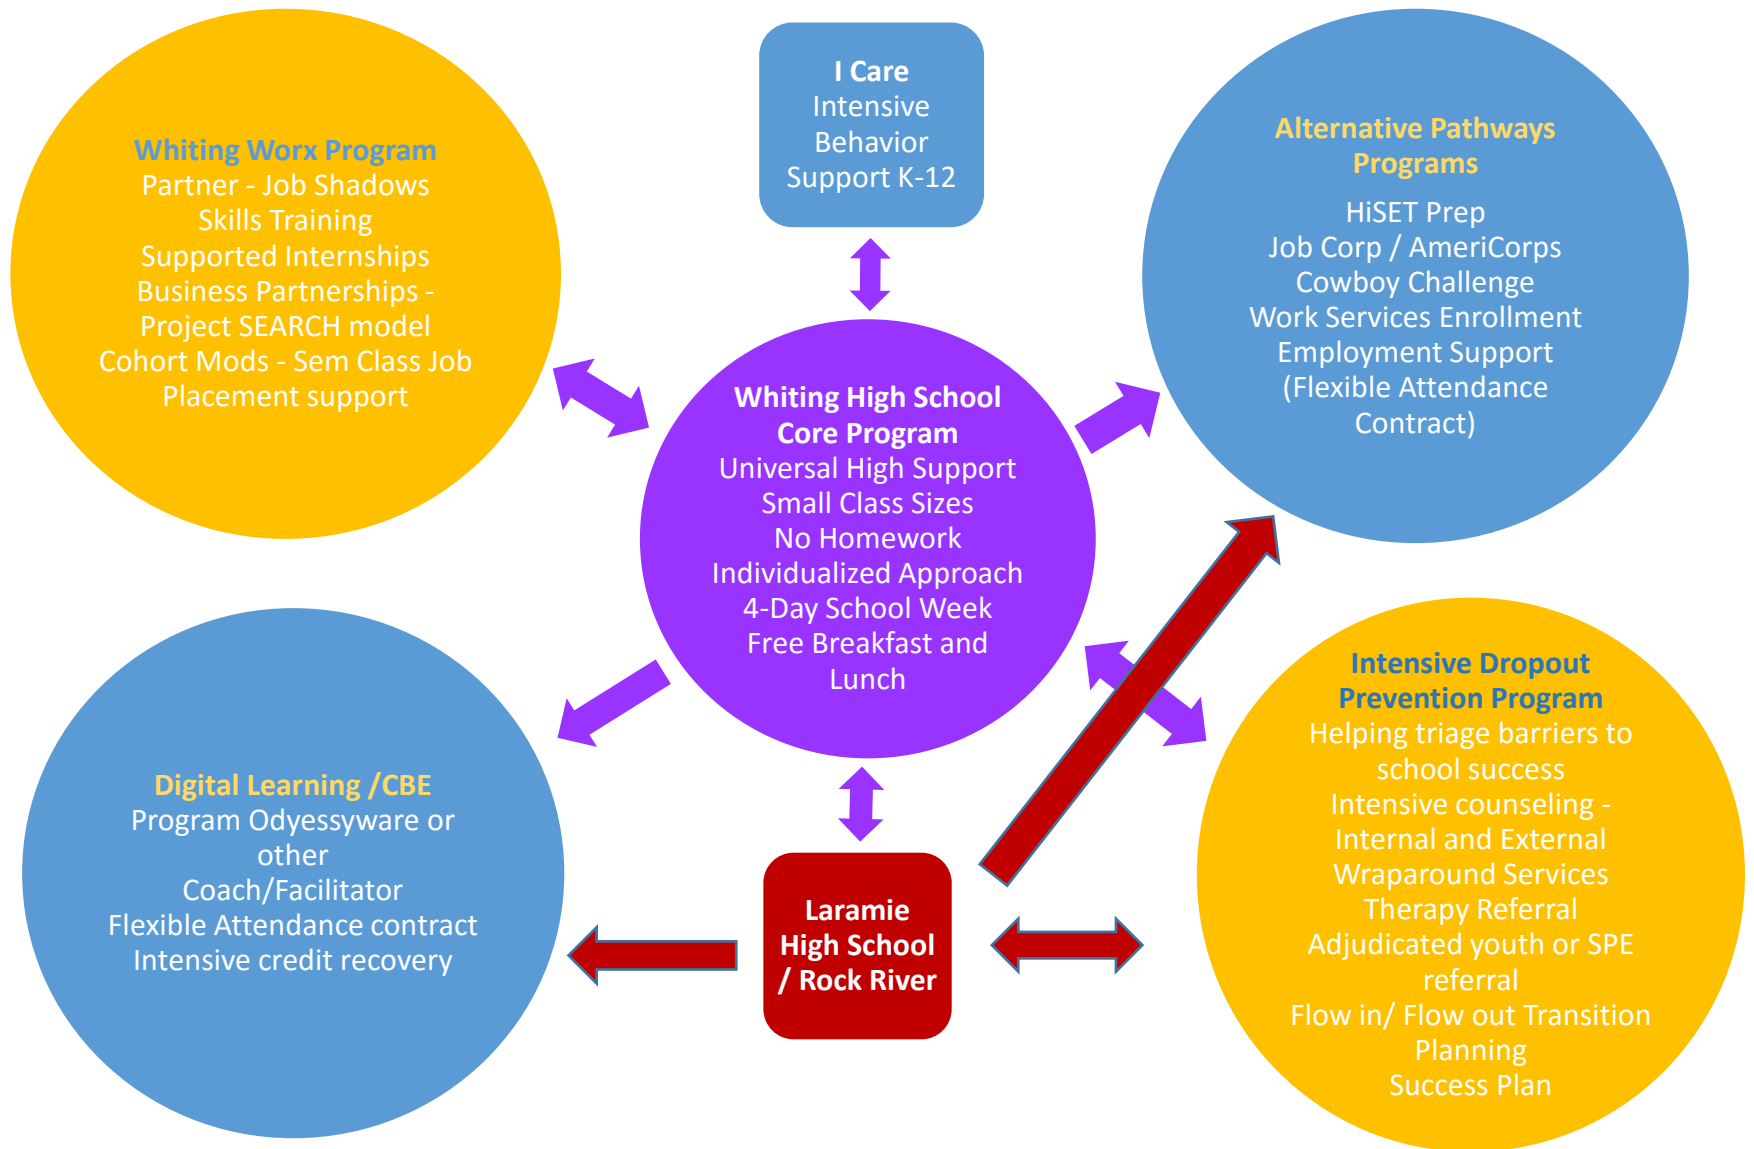 Whiting Worx Program
Partner - Job Shadows
Skills Training
Supported Internships
Business Partnerships -
Project SEARCH model
Cohort Mods - Sem Class Job
Placement support
I Care
Intensive
Behavior
Support K-12
Alternative Pathways
Programs
HiSET Prep
Job Corp / AmeriCorps
Cowboy Challenge
Work Services Enrollment
Employment Support
(Flexible Attendance
Contract)
Whiting High School
Core Program
Universal High Support
Small Class Sizes
No Homework
Individualized Approach
4-Day School Week
Free Breakfast and
Lunch
Digital Learning /CBE
Program Odyessyware or
other
Coach/Facilitator
Flexible Attendance contract
Intensive credit recovery
Laramie
High School
/ Rock River
Intensive Dropout
Prevention Program
Helping triage barriers to
school success
Intensive counseling -
Internal and External
Wraparound Services
Therapy Referral
Adjudicated youth or SPE
referral
Flow in/ Flow out Transition
Planning
Success Plan